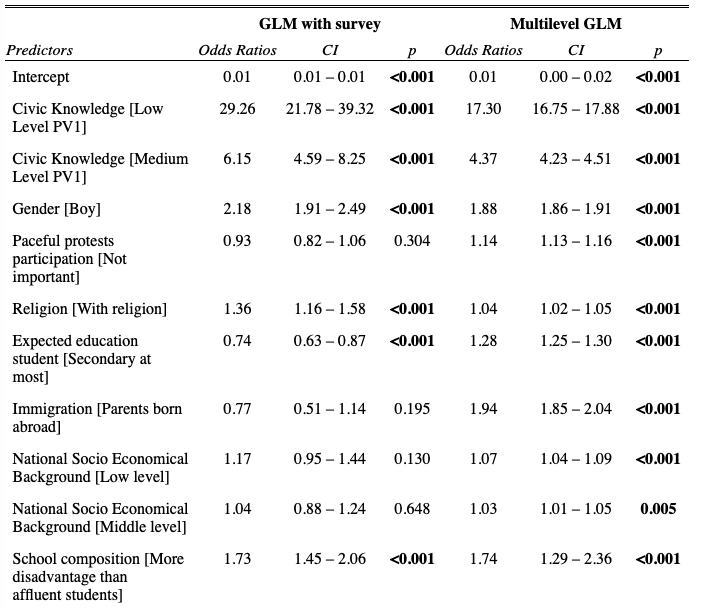 GLM with survey Multilevel GLM
Predictors Odds Ratios CI p Odds Ratios CI p
Intercept 0.01 0.01 – 0.01 <0.001 0.01 0.00 – 0.02 <0.001
Civic Knowledge [Low 29.26 21.78 – 39.32 <0.001 17.30 16.75 – 17.88 <0.001
Level PV1]
Civic Knowledge [Medium 6.15 4.59 – 8.25 <0.001 4.37 4.23 – 4.51 <0.001
Level PV1]
Gender [Boy] 2.18 1.91 – 2.49 <0.001 1.88 1.86 – 1.91 <0.001
Paceful protests 0.93 0.82 – 1.06 0.304 1.14 1.13 – 1.16 <0.001
participation [Not
important]
Religion [With religion] 1.36 1.16 – 1.58 <0.001 1.04 1.02 – 1.05 <0.001
Expected education 0.74 0.63 – 0.87 <0.001 1.28 1.25 – 1.30 <0.001
student [Secondary at
most]
Immigration [Parents born 0.77 0.51 – 1.14 0.195 1.94 1.85 – 2.04 <0.001
abroad]
National Socio Economical 1.17 0.95 – 1.44 0.130 1.07 1.04 – 1.09 <0.001
Background [Low level]
National Socio Economical 1.04 0.88 – 1.24 0.648 1.03 1.01 – 1.05 0.005
Background [Middle level]
School composition [More 1.73 1.45 – 2.06 <0.001 1.74 1.29 – 2.36 <0.001
disadvantage than
affluent students]